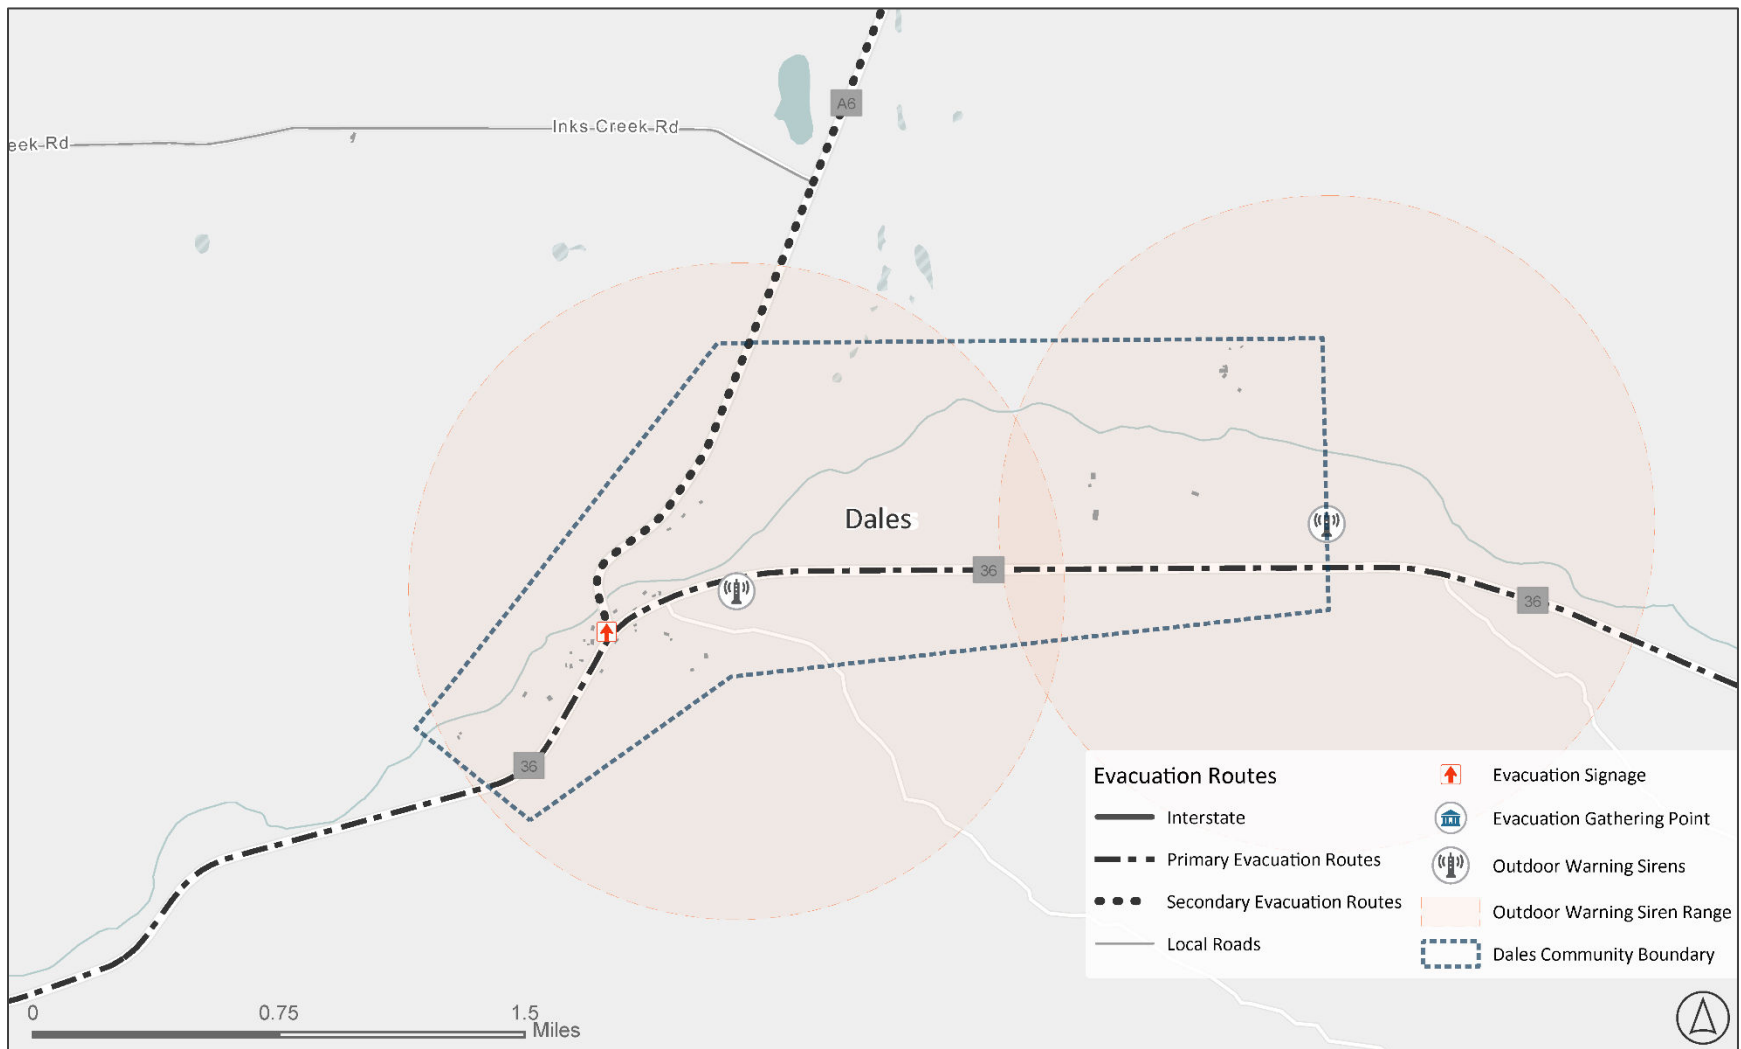 A6
Inks Creek Rd
eek Rd
Dales
36
36
36
Evacuation Routes
Interstate
Primary Evacuation Routes
Secondary Evacuation Routes
Local Roads
Evacuation Signage
Evacuation Gathering Point
Outdoor Warning Sirens
Outdoor Warning Siren Range
Dales Community Boundary
0 0.75 1.5
Miles